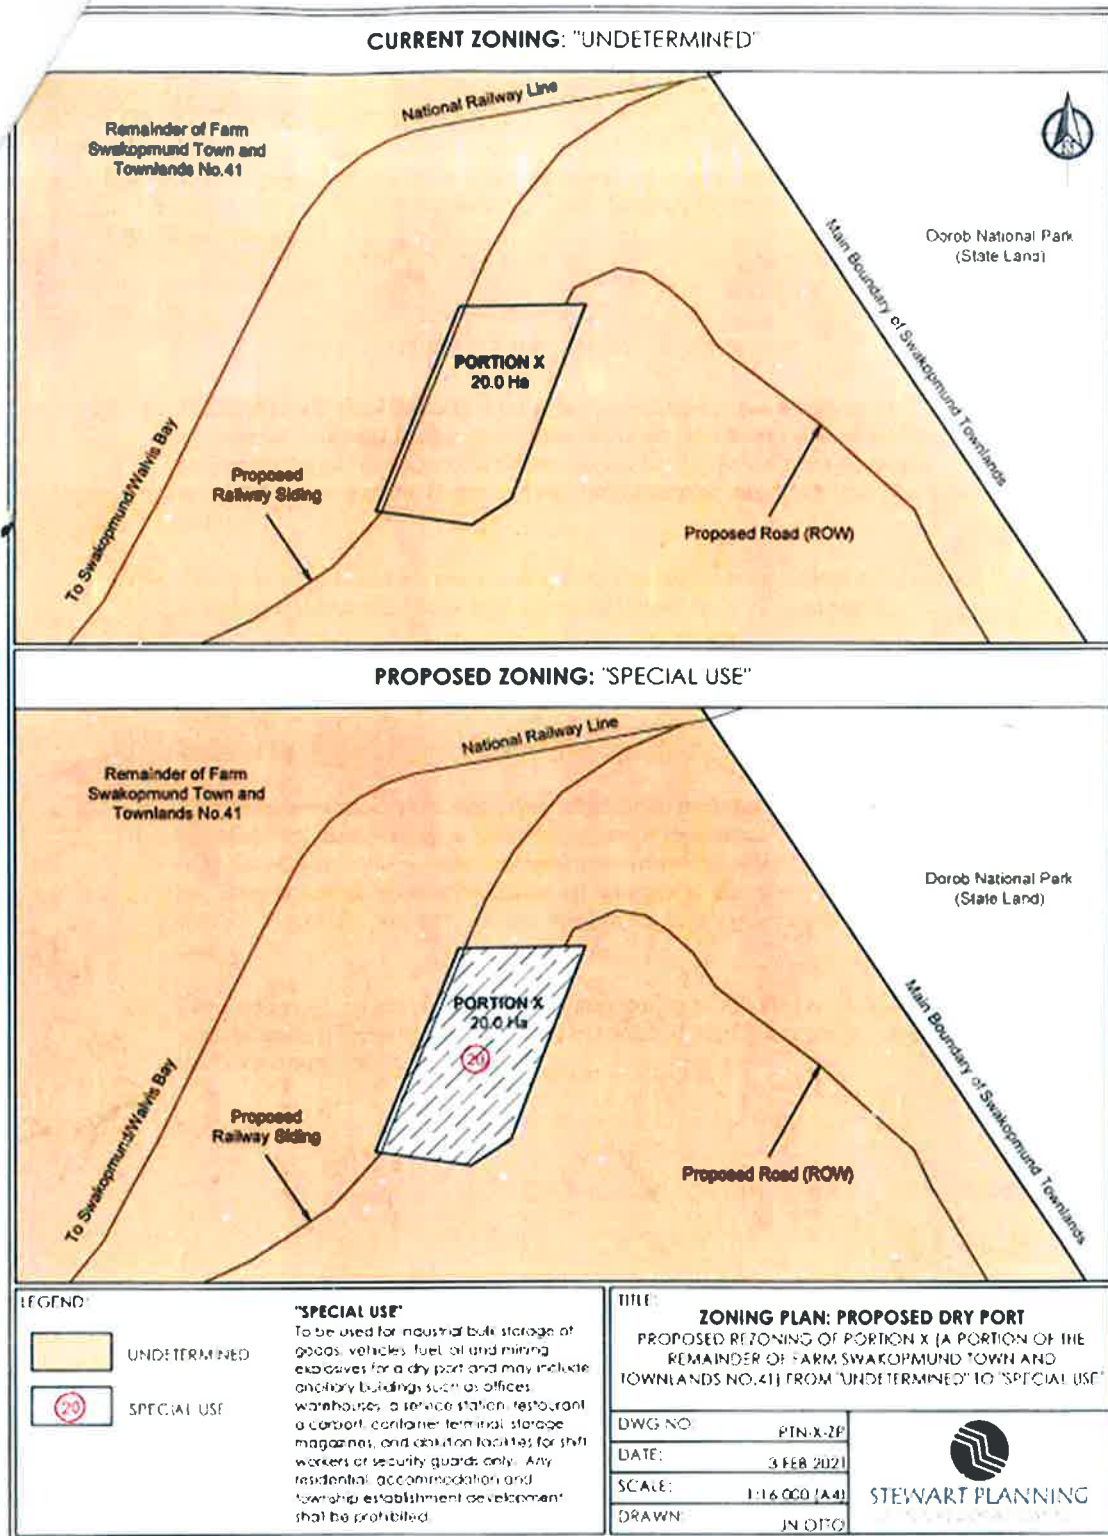 CURRENT ZONING: "UNDETERMINED"
National Railway Line
Remainder of Farm
Swakopmund Town and
Townlands No.41
Dorob National Park
(State Land)
Main Boundary of Swakopmund Townlands
PORTION X
20.0 Ha
To Swakopmund/Walvis Bay
Proposed
Railway Siding
Proposed Road (ROW)
PROPOSED ZONING: "SPECIAL USE"
National Railway Line
Remainder of Farm
Swakopmund Town and
Townlands No.41
Dorob National Park
(State Land)
Main Boundary of Swakopmund Townlands
PORTION X
20.0 Ha
20
To Swakopmund/Walvis Bay
Proposed
Railway Siding
Proposed Road (ROW)
LEGEND:
UNDETERMINED
20
SPECIAL USE
"SPECIAL USE"
To be used for industrial bulk storage of
goods, vehicles, fuel, oil and mining
explosives for a dry port and may include
ancillary buildings such as offices,
warehouses, a service station, restaurant,
a carport, container terminal, storage
magazines, and ablution facilities for shift
workers or security guards only. Any
residential accommodation and
township establishment development
shall be prohibited.
TITLE:
ZONING PLAN: PROPOSED DRY PORT
PROPOSED REZONING OF PORTION X (A PORTION OF THE
REMAINDER OF FARM SWAKOPMUND TOWN AND
TOWNLANDS NO.41) FROM "UNDETERMINED" TO "SPECIAL USE"
DWG NO: PTN-X-ZP
DATE: 3 FEB 2021
SCALE: 1:16 000 (A4)
DRAWN: JN OTTO
STEWART PLANNING